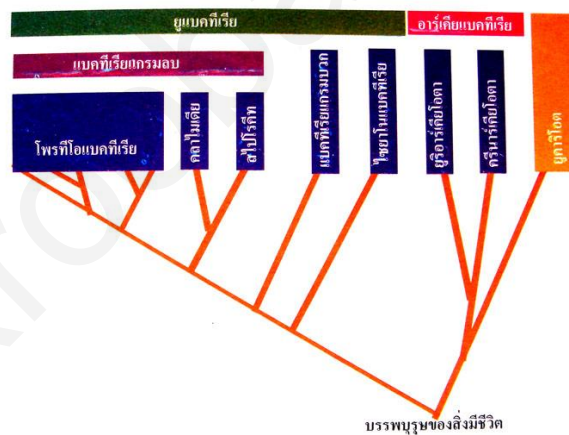 ยูแบคทีเรีย
อาร์เคียแบคทีเรีย
แบคทีเรียแกรมลบ
โพรทีโอแบคทีเรีย
คลาไมเดีย
สไปโรคีท
แบคทีเรียแกรมบวก
ไซยาโนแบคทีเรีย
ยูริอาร์เคียโอตา
ครีนาร์เคียโอตา
ยูคาริโอต
บรรพบุรุษของสิ่งมีชีวิต